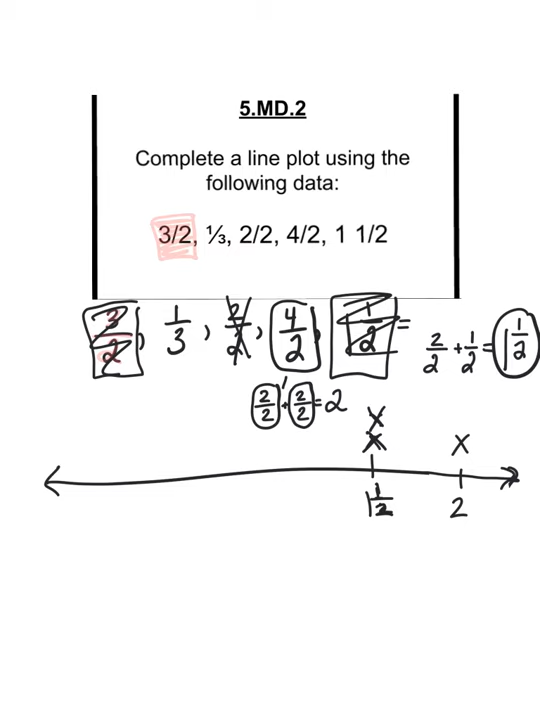 5.MD.2
Complete a line plot using the
following data:
3/2, ⅓, 2/2, 4/2, 1 1/2
3/2, 1/3, 2/2, 4/2, 1 1/2 =
2/2 + 1/2 = 1 1/2
2/2 + 2/2 = 2
X
X X
1 1/2 2